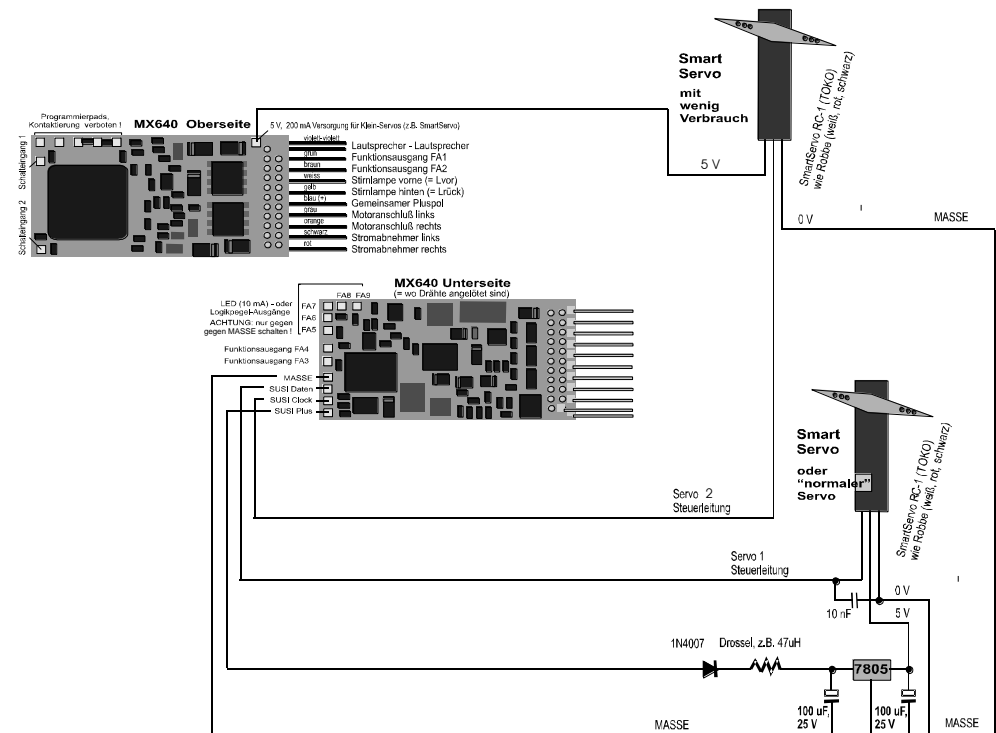 Smart
Servo
mit
wenig
Verbrauch
SmartServo RC-1 (TOKO)
wie Robbe (weiß, rot, schwarz)
5 V
0 V
MASSE
Programmierpads,
Kontaktierung verboten !
MX640 Oberseite
5 V, 200 mA Versorgung für Klein-Servos (z.B. SmartServo)
Schalteingang 1
Schalteingang 2
violett-violett
Lautsprecher - Lautsprecher
grün
Funktionsausgang FA1
braun
Funktionsausgang FA2
weiss
Stirnlampe vorne (= Lvor)
gelb
Stirnlampe hinten (= Lrück)
blau (+)
Gemeinsamer Pluspol
grau
Motoranschluß links
orange
Motoranschluß rechts
schwarz
Stromabnehmer links
rot
Stromabnehmer rechts
MX640 Unterseite
(= wo Drähte angelötet sind)
FA8 FA9
LED (10 mA) - oder
Logikpegel-Ausgänge
ACHTUNG: nur gegen
gegen MASSE schalten !
FA7
FA6
FA5
Funktionsausgang FA4
Funktionsausgang FA3
MASSE
SUSI Daten
SUSI Clock
SUSI Plus
Smart
Servo
oder
“normaler”
Servo
SmartServo RC-1 (TOKO)
wie Robbe (weiß, rot, schwarz)
Servo 2
Steuerleitung
Servo 1
Steuerleitung
0 V
10 nF
5 V
1N4007
Drossel, z.B. 47uH
7805
100 uF,
25 V
100 uF,
25 V
MASSE
MASSE